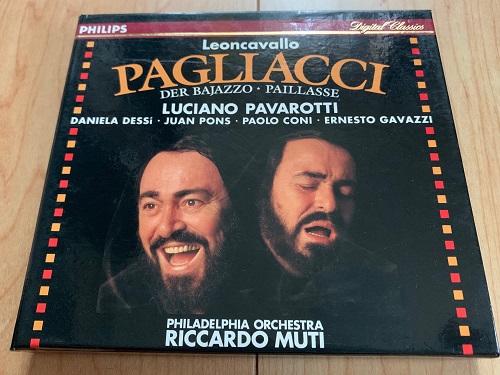 PHILIPS
Digital Classics
Leoncavallo
PAGLIACCI
DER BAJAZZO · PAILLASSE
LUCIANO PAVAROTTI
DANIELA DESSÍ · JUAN PONS · PAOLO CONI · ERNESTO GAVAZZI
PHILADELPHIA ORCHESTRA
RICCARDO MUTI